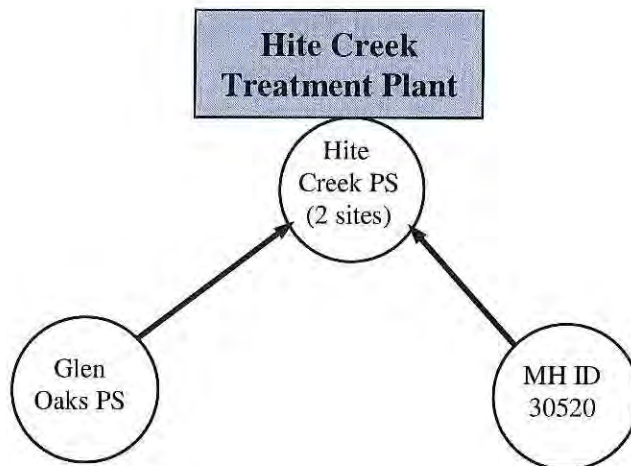 Hite Creek
Treatment Plant
Hite
Creek PS
(2 sites)
Glen
Oaks PS
MH ID
30520